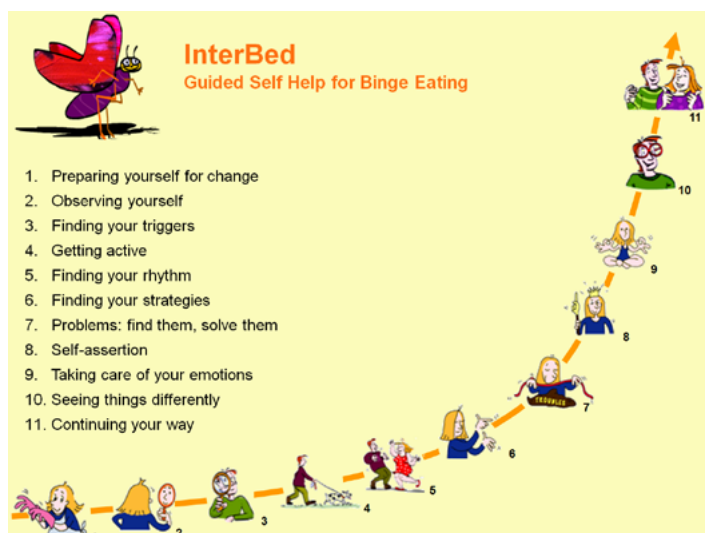 InterBed
Guided Self Help for Binge Eating
1. Preparing yourself for change
2. Observing yourself
3. Finding your triggers
4. Getting active
5. Finding your rhythm
6. Finding your strategies
7. Problems: find them, solve them
8. Self-assertion
9. Taking care of your emotions
10. Seeing things differently
11. Continuing your way
11
10
9
8
TROUBLES
7
6
5
4
3
2